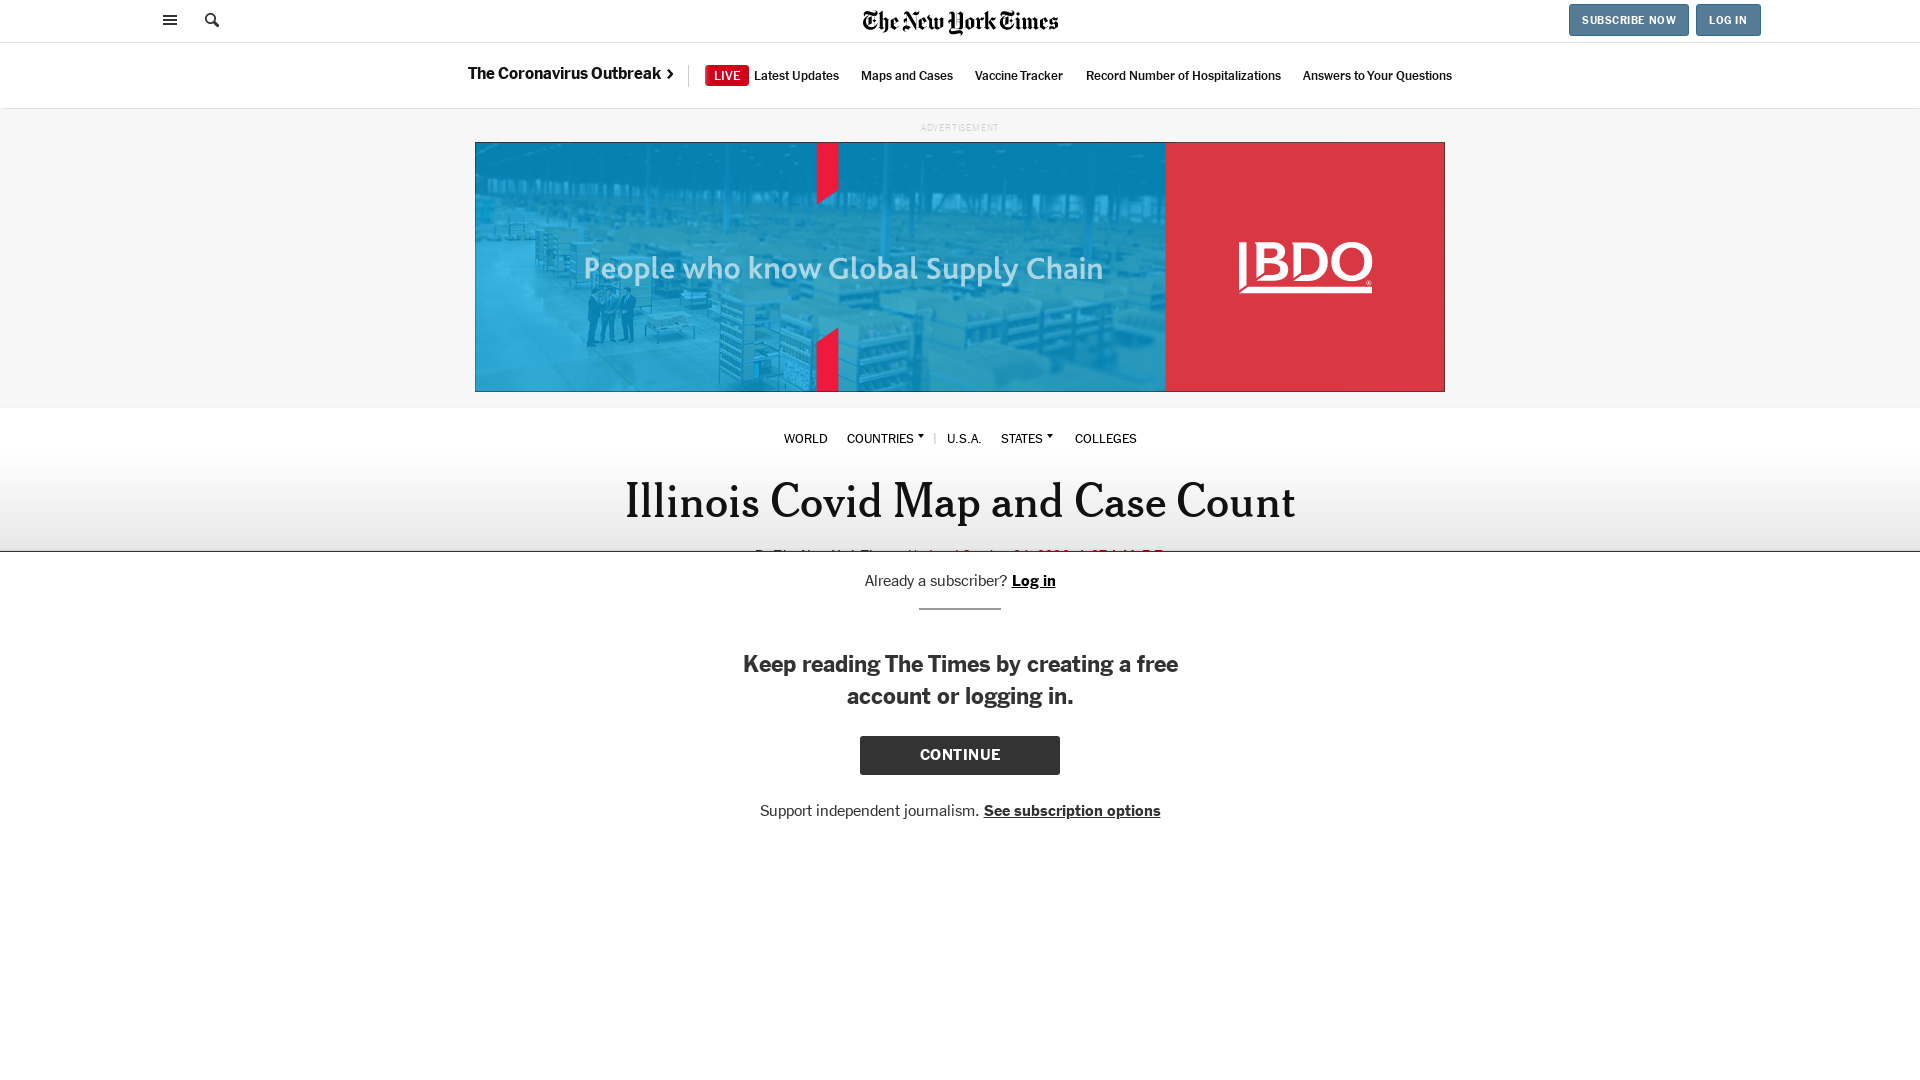 The New York Times
SUBSCRIBE NOW
LOG IN
The Coronavirus Outbreak
LIVE Latest Updates
Maps and Cases
Vaccine Tracker
Record Number of Hospitalizations
Answers to Your Questions
ADVERTISEMENT
People who know Global Supply Chain
BDO
WORLD
COUNTRIES
U.S.A.
STATES
COLLEGES
Illinois Covid Map and Case Count
Already a subscriber? Log in
Keep reading The Times by creating a free
account or logging in.
CONTINUE
Support independent journalism. See subscription options